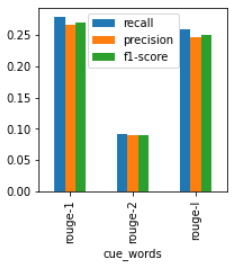 recall
precision
f1-score
0.25
0.20
0.15
0.10
0.05
0.00
rouge-1
rouge-2
rouge-l
cue_words